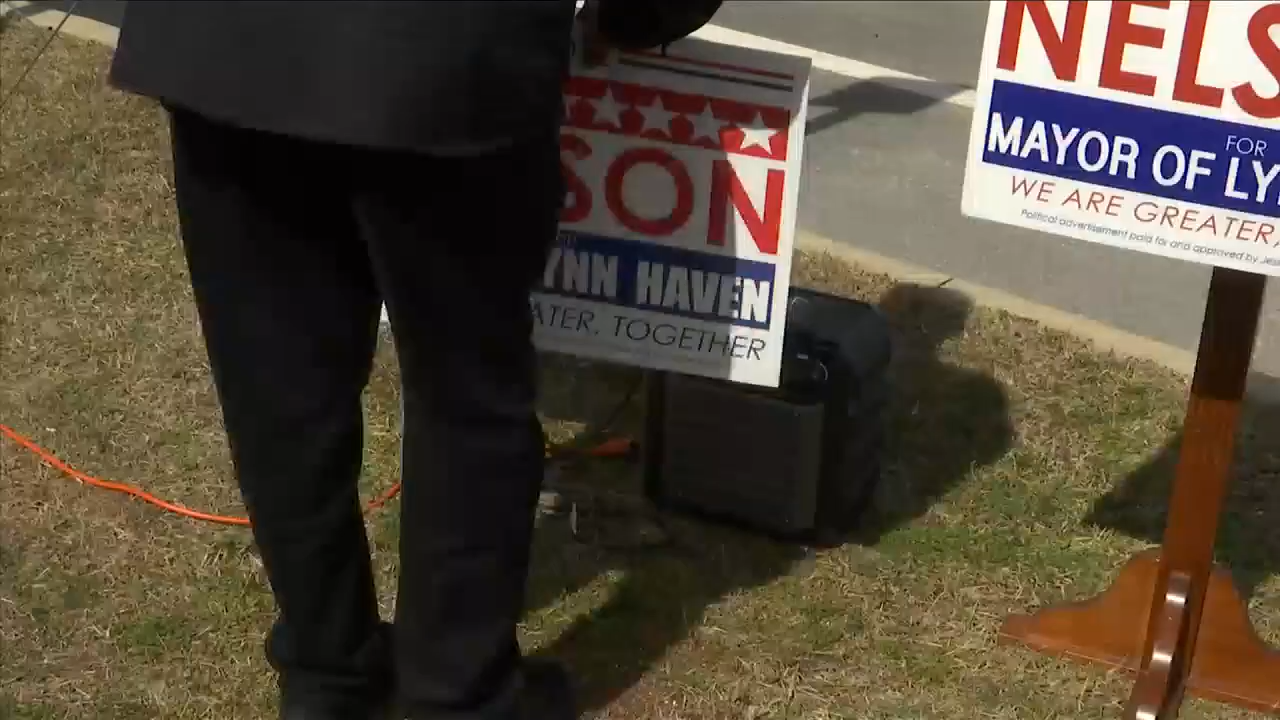 SON
YNN HAVEN
ATER, TOGETHER
NELS
FOR
MAYOR OF LY
WE ARE GREATER,
Political advertisement paid for and approved by Jes